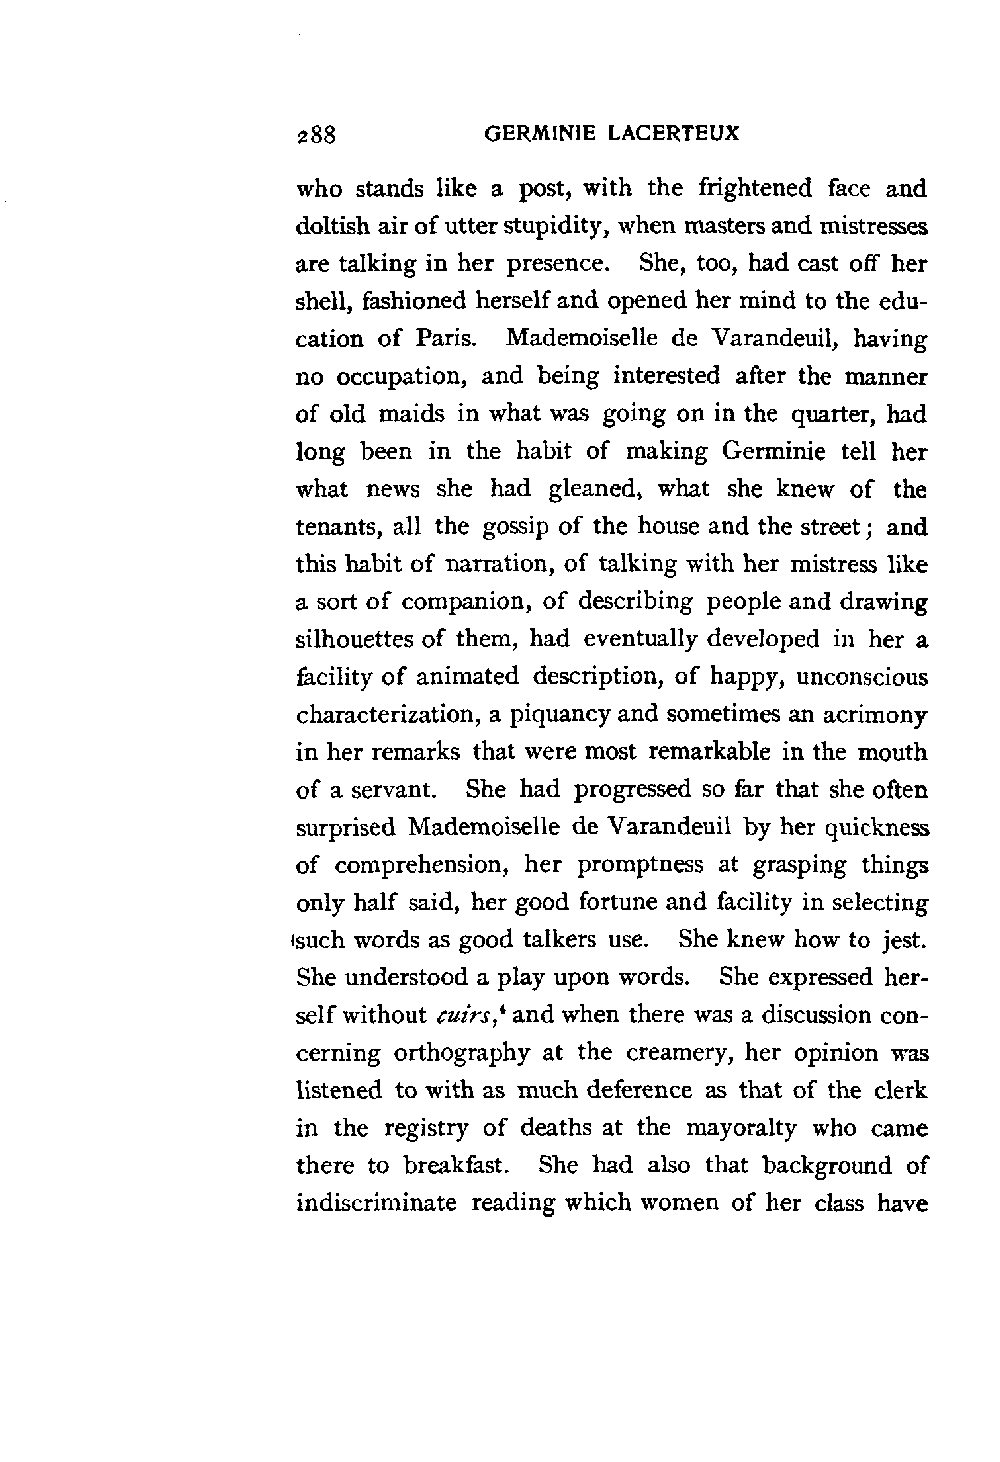 288 GERMINIE LACERTEUX
who stands like a post, with the frightened face and
doltish air of utter stupidity, when masters and mistresses
are talking in her presence. She, too, had cast off her
shell, fashioned herself and opened her mind to the edu-
cation of Paris. Mademoiselle de Varandeuil, having
no occupation, and being interested after the manner
of old maids in what was going on in the quarter, had
long been in the habit of making Germinie tell her
what news she had gleaned, what she knew of the
tenants, all the gossip of the house and the street; and
this habit of narration, of talking with her mistress like
a sort of companion, of describing people and drawing
silhouettes of them, had eventually developed in her a
facility of animated description, of happy, unconscious
characterization, a piquancy and sometimes an acrimony
in her remarks that were most remarkable in the mouth
of a servant. She had progressed so far that she often
surprised Mademoiselle de Varandeuil by her quickness
of comprehension, her promptness at grasping things
only half said, her good fortune and facility in selecting
such words as good talkers use. She knew how to jest.
She understood a play upon words. She expressed her-
self without cuirs,⁴ and when there was a discussion con-
cerning orthography at the creamery, her opinion was
listened to with as much deference as that of the clerk
in the registry of deaths at the mayoralty who came
there to breakfast. She had also that background of
indiscriminate reading which women of her class have